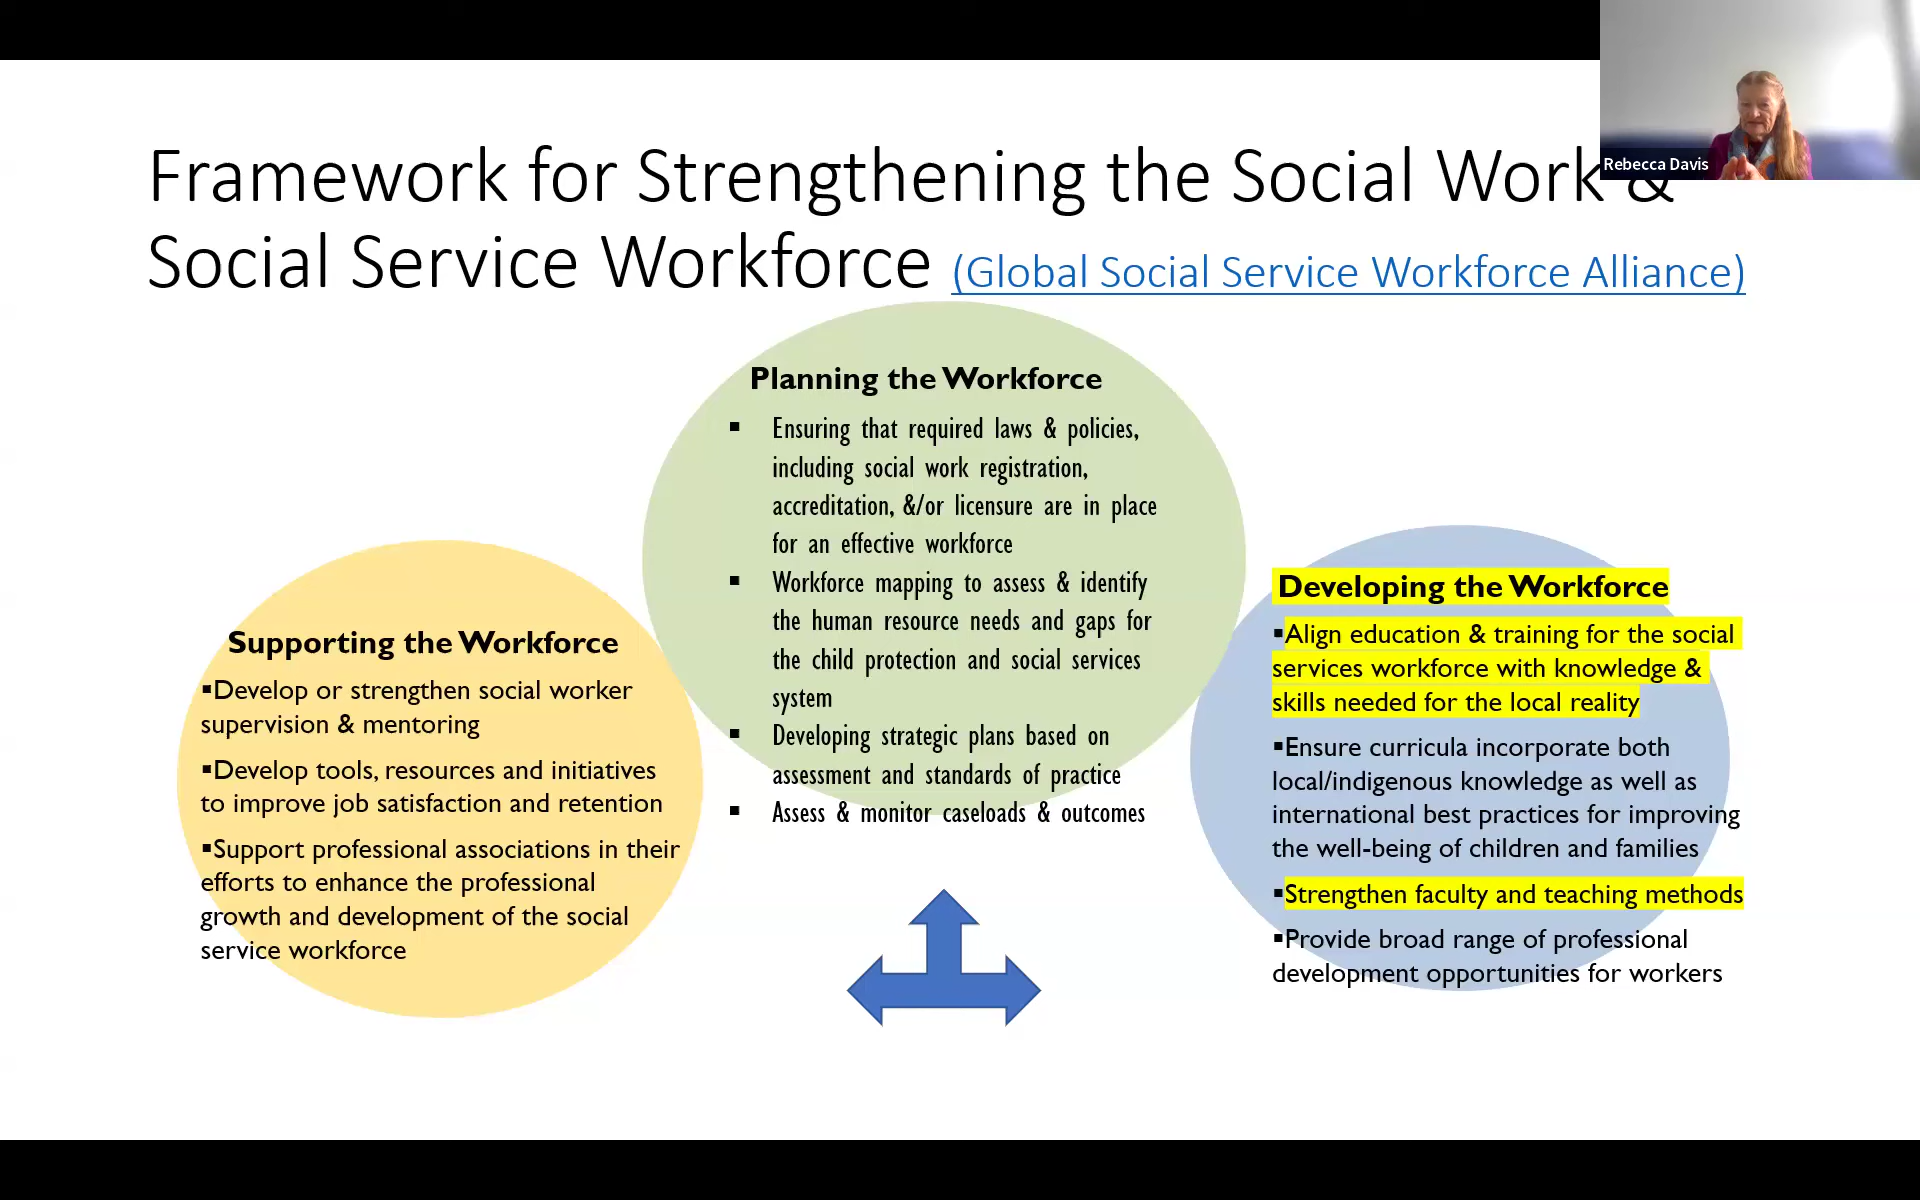 Rebecca Davis
Framework for Strengthening the Social Work &
Social Service Workforce (Global Social Service Workforce Alliance)
Planning the Workforce
▪ Ensuring that required laws & policies,
including social work registration,
accreditation, &/or licensure are in place
for an effective workforce
▪ Workforce mapping to assess & identify
the human resource needs and gaps for
the child protection and social services
system
▪ Developing strategic plans based on
assessment and standards of practice
▪ Assess & monitor caseloads & outcomes
Supporting the Workforce
▪Develop or strengthen social worker
supervision & mentoring
▪Develop tools, resources and initiatives
to improve job satisfaction and retention
▪Support professional associations in their
efforts to enhance the professional
growth and development of the social
service workforce
Developing the Workforce
▪Align education & training for the social
services workforce with knowledge &
skills needed for the local reality
▪Ensure curricula incorporate both
local/indigenous knowledge as well as
international best practices for improving
the well-being of children and families
▪Strengthen faculty and teaching methods
▪Provide broad range of professional
development opportunities for workers